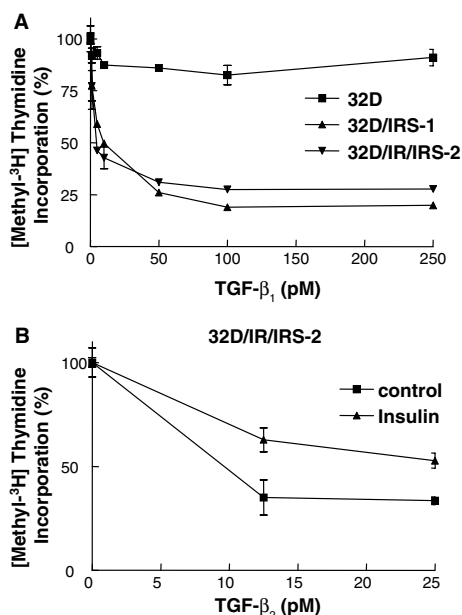 A
[Methyl-³H] Thymidine
Incorporation (%)
100
75
50
25
0
32D
32D/IRS-1
32D/IR/IRS-2
0 50 100 150 200 250
TGF-β₁ (pM)
B
32D/IR/IRS-2
[Methyl-³H] Thymidine
Incorporation (%)
100
50
0
control
Insulin
0 5 10 15 20 25
TGF-β₂ (pM)